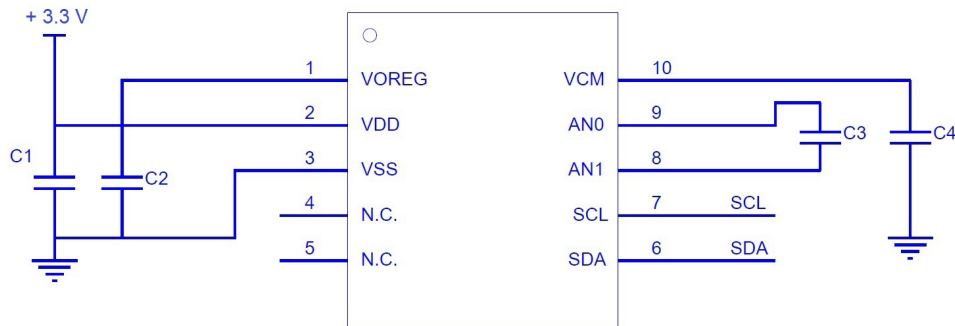 + 3.3 V
1 VOREG VCM 10
2 VDD AN0 9
C3 C4
3 VSS AN1 8
C1 C2
4 N.C. SCL 7 SCL
5 N.C. SDA 6 SDA